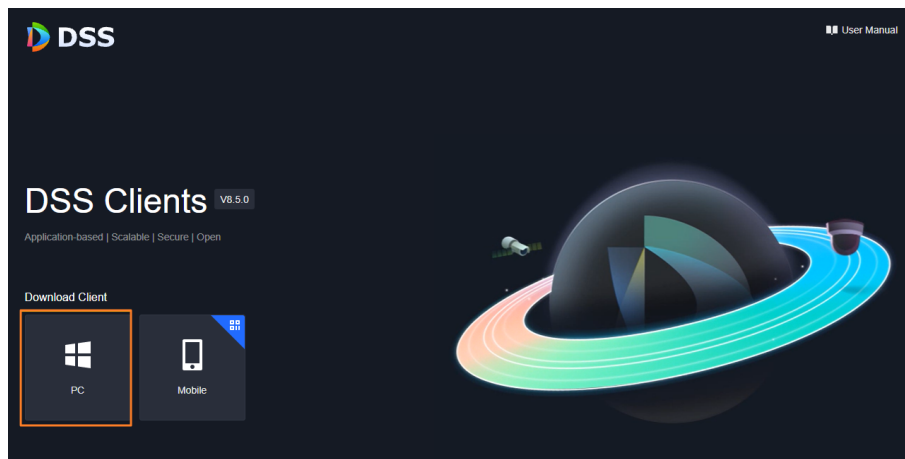 DSS
User Manual
DSS Clients V8.5.0
Application-based | Scalable | Secure | Open
Download Client
PC
Mobile